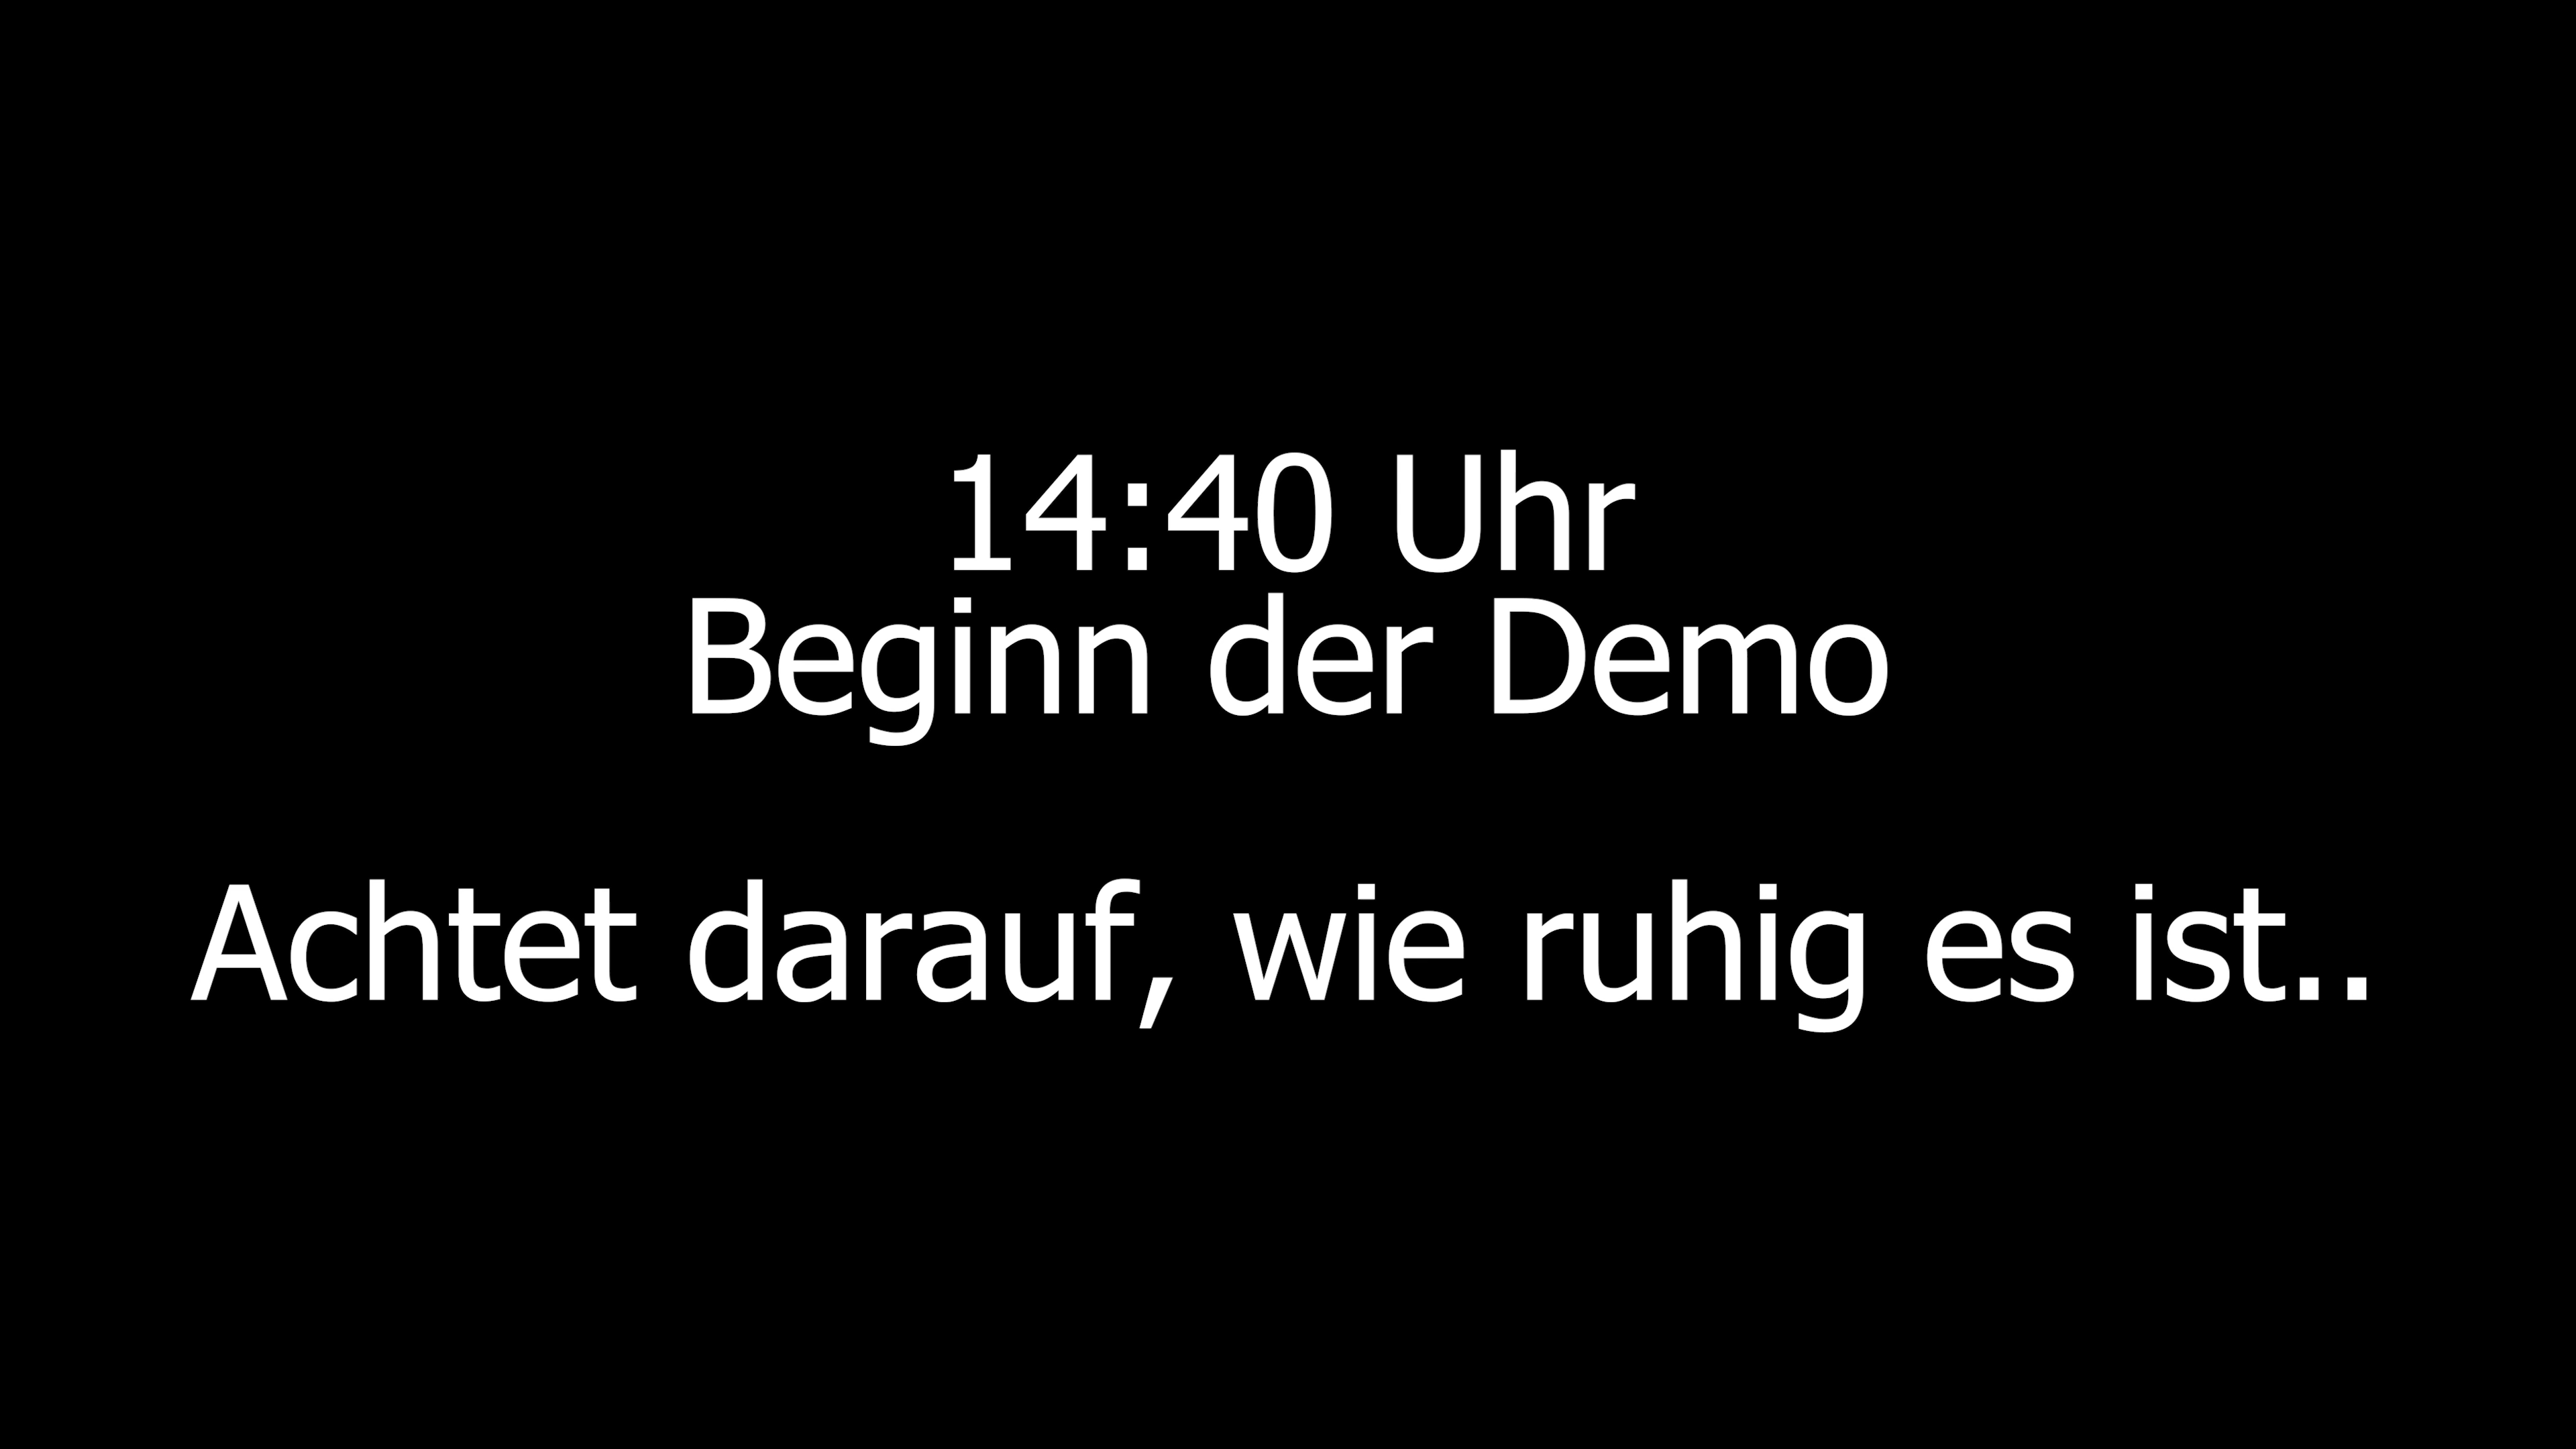 14:40 Uhr
Beginn der Demo
Achtet darauf, wie ruhig es ist..